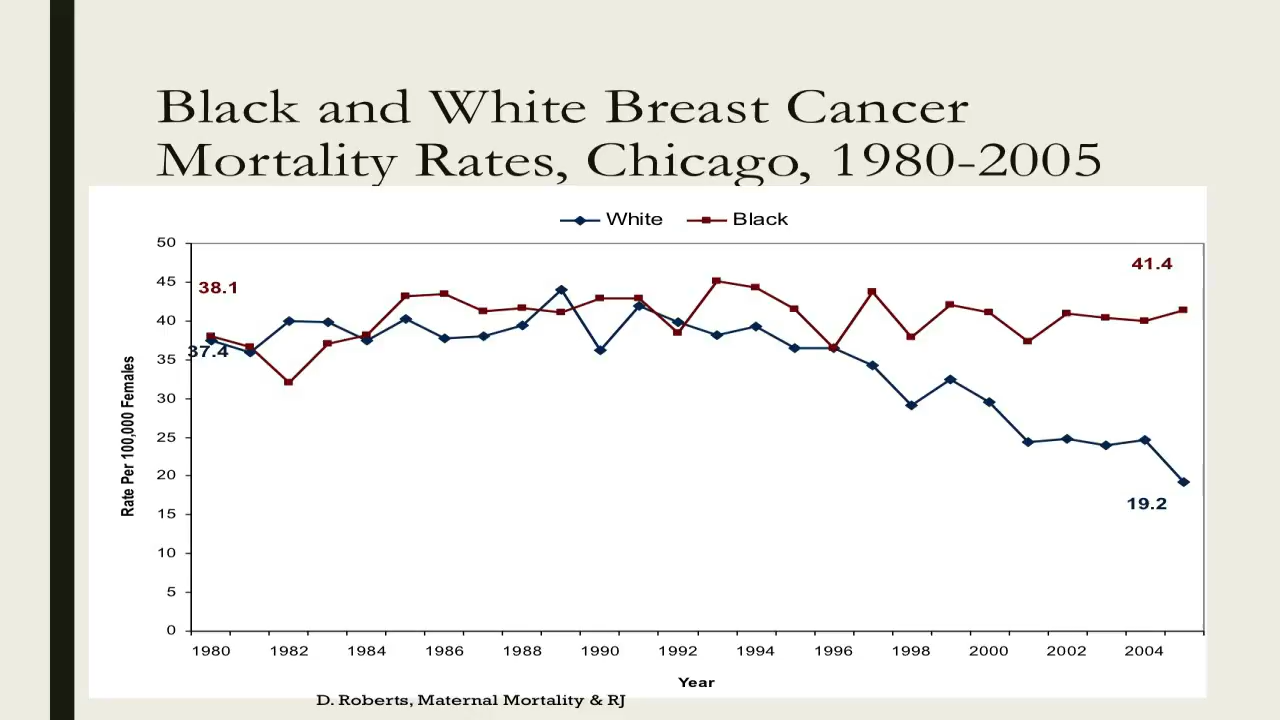 Black and White Breast Cancer
Mortality Rates, Chicago, 1980-2005
White Black
50
45
40
35
30
25
20
15
10
5
0
38.1
37.4
41.4
19.2
Rate Per 100,000 Females
1980 1982 1984 1986 1988 1990 1992 1994 1996 1998 2000 2002 2004
Year
D. Roberts, Maternal Mortality & RJ